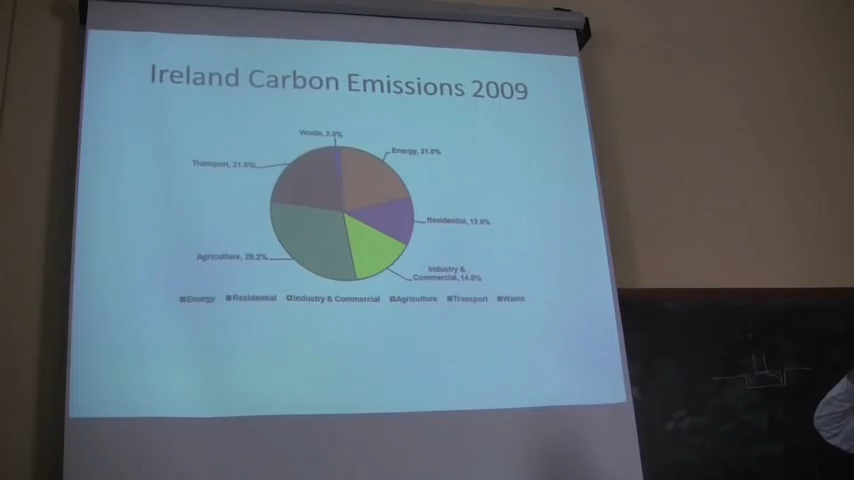 Ireland Carbon Emissions 2009
Waste, 2.0%
Energy, 21.0%
Transport, 21.0%
Residential, 12.0%
Agriculture, 29.2%
Industry &
Commercial, 14.8%
Energy Residential Industry & Commercial Agriculture Transport Waste